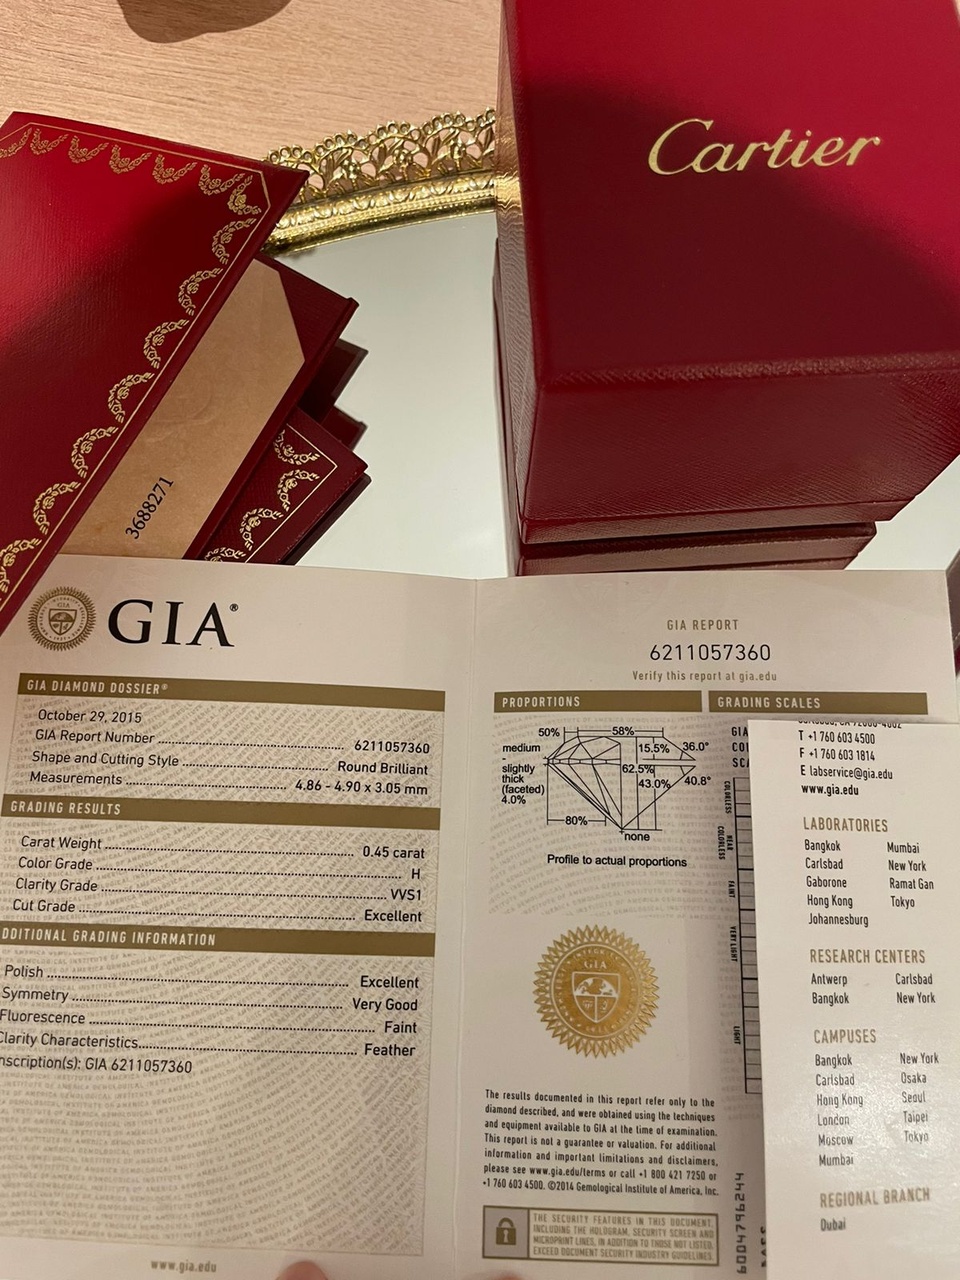 Cartier
3688271
GIA®
GIA DIAMOND DOSSIER®
October 29, 2015
GIA Report Number 6211057360
Shape and Cutting Style Round Brilliant
Measurements 4.86 - 4.90 x 3.05 mm
GRADING RESULTS
Carat Weight 0.45 carat
Color Grade H
Clarity Grade VVS1
Cut Grade Excellent
DDITIONAL GRADING INFORMATION
Polish Excellent
Symmetry Very Good
Fluorescence Faint
Clarity Characteristics Feather
nscription(s): GIA 6211057360
www.gia.edu
GIA REPORT
6211057360
Verify this report at gia.edu
PROPORTIONS
50% 58%
medium 15.5% 36.0°
slightly
thick
(faceted)
4.0%
62.5%
43.0% 40.8°
80%
none
Profile to actual proportions
GIA
The results documented in this report refer only to the
diamond described, and were obtained using the techniques
and equipment available to GIA at the time of examination.
This report is not a guarantee or valuation. For additional
information and important limitations and disclaimers,
please see www.gia.edu/terms or call +1 800 421 7250 or
+1 760 603 4500. ©2014 Gemological Institute of America, Inc.
THE SECURITY FEATURES IN THIS DOCUMENT,
INCLUDING THE HOLOGRAM, SECURITY SCREEN AND
MICROPRINT LINES, IN ADDITION TO THOSE NOT LISTED,
EXCEED DOCUMENT SECURITY INDUSTRY GUIDELINES.
GRADING SCALES
GIA
COL
SCA
COLORLESS
NEAR
COLORLESS
FAINT
VERY LIGHT
LIGHT
6004796244
T +1 760 603 4500
F +1 760 603 1814
E labservice@gia.edu
www.gia.edu
LABORATORIES
Bangkok Mumbai
Carlsbad New York
Gaborone Ramat Gan
Hong Kong Tokyo
Johannesburg
RESEARCH CENTERS
Antwerp Carlsbad
Bangkok New York
CAMPUSES
Bangkok New York
Carlsbad Osaka
Hong Kong Seoul
London Taipei
Moscow Tokyo
Mumbai
REGIONAL BRANCH
Dubai